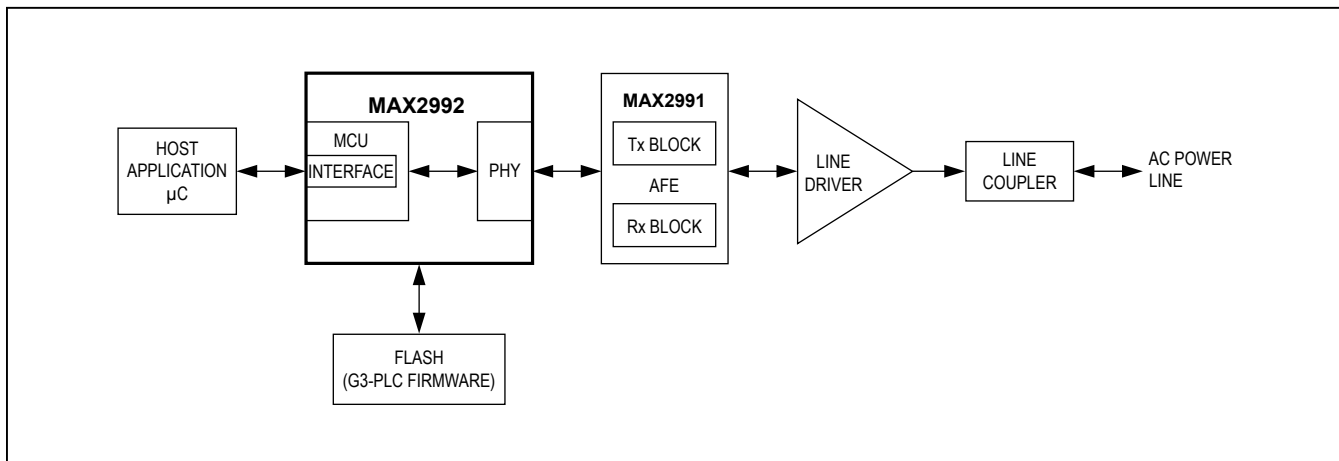 HOST
APPLICATION
µC
MAX2992
MCU
INTERFACE
PHY
MAX2991
Tx BLOCK
AFE
Rx BLOCK
LINE
DRIVER
LINE
COUPLER
AC POWER
LINE
FLASH
(G3-PLC FIRMWARE)